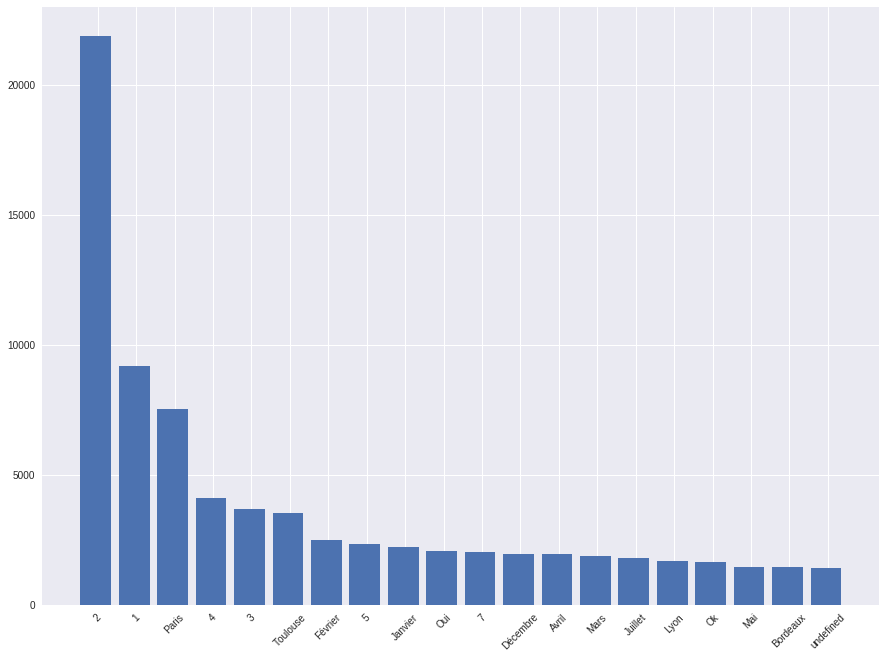 20000
15000
10000
5000
0
2
1
Paris
4
3
Toulouse
Février
5
Janvier
Oui
7
Décembre
Avril
Mars
Juillet
Lyon
Ok
Mai
Bordeaux
undefined